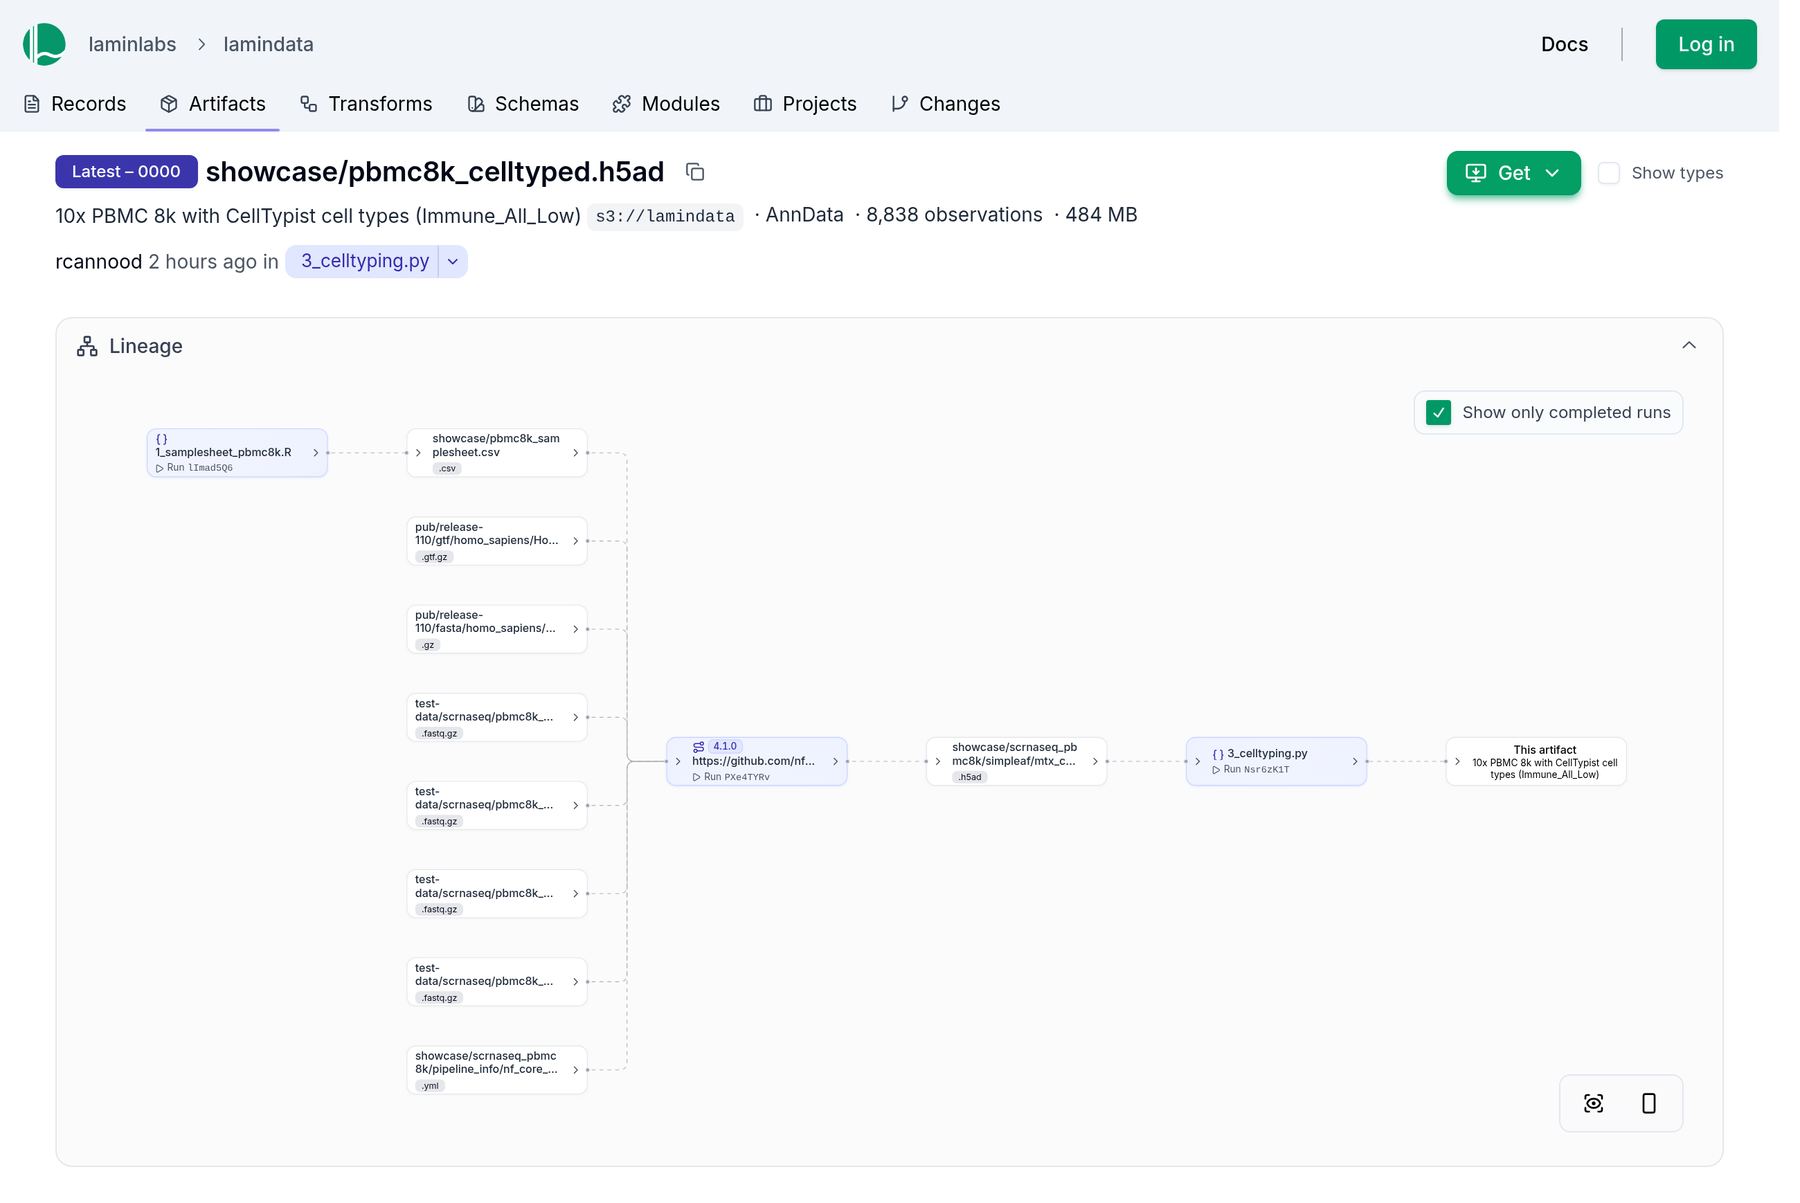 laminlabs > lamindata
Docs
Log in
Records
Artifacts
Transforms
Schemas
Modules
Projects
Changes
Latest – 0000
showcase/pbmc8k_celltyped.h5ad
Get
Show types
10x PBMC 8k with CellTypist cell types (Immune_All_Low) s3://lamindata · AnnData · 8,838 observations · 484 MB
rcannood 2 hours ago in 3_celltyping.py
Lineage
Show only completed runs
{ }
1_samplesheet_pbmc8k.R
Run lImad5Q6
showcase/pbmc8k_sam
plesheet.csv
.csv
pub/release-
110/gtf/homo_sapiens/Ho...
.gtf.gz
pub/release-
110/fasta/homo_sapiens/...
.gz
test-
data/scrnaseq/pbmc8k_...
.fastq.gz
test-
data/scrnaseq/pbmc8k_...
.fastq.gz
test-
data/scrnaseq/pbmc8k_...
.fastq.gz
test-
data/scrnaseq/pbmc8k_...
.fastq.gz
showcase/scrnaseq_pbmc
8k/pipeline_info/nf_core_...
.yml
4.1.0
https://github.com/nf...
Run PXe4TYRv
showcase/scrnaseq_pb
mc8k/simpleaf/mtx_c...
.h5ad
{ } 3_celltyping.py
Run Nsr6zK1T
This artifact
10x PBMC 8k with CellTypist cell
types (Immune_All_Low)